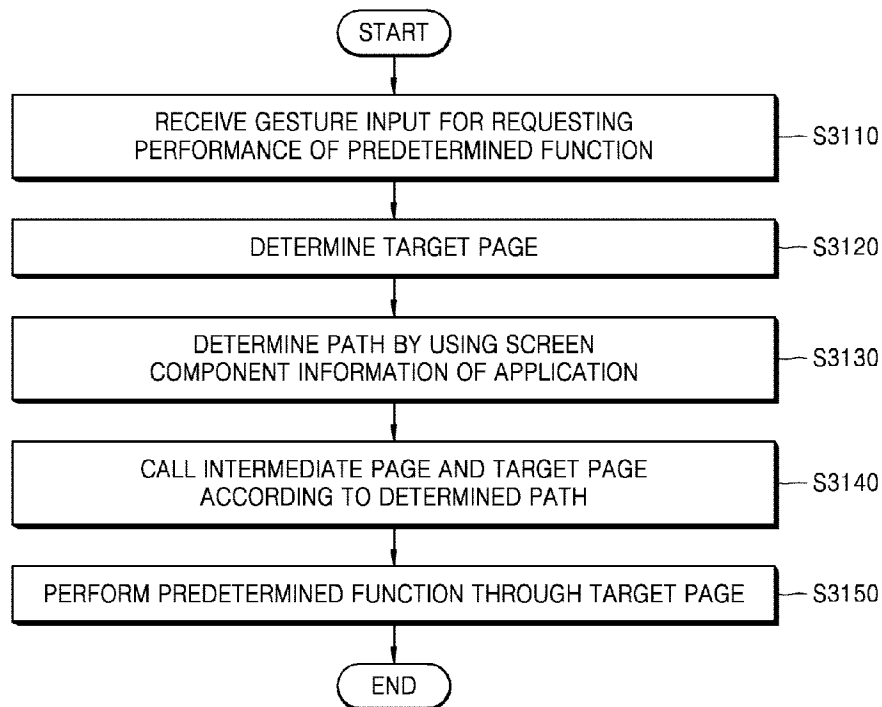 START
RECEIVE GESTURE INPUT FOR REQUESTING
PERFORMANCE OF PREDETERMINED FUNCTION
S3110
DETERMINE TARGET PAGE
S3120
DETERMINE PATH BY USING SCREEN
COMPONENT INFORMATION OF APPLICATION
S3130
CALL INTERMEDIATE PAGE AND TARGET PAGE
ACCORDING TO DETERMINED PATH
S3140
PERFORM PREDETERMINED FUNCTION THROUGH TARGET PAGE
S3150
END